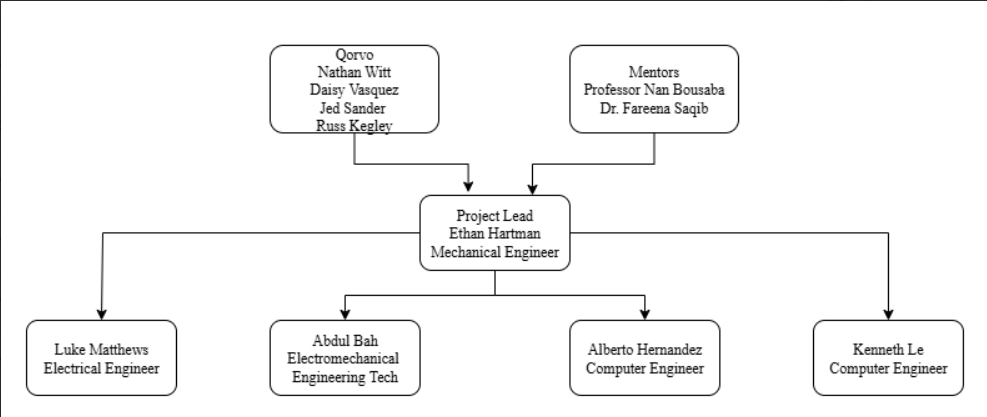 Qorvo
Nathan Witt
Daisy Vasquez
Jed Sander
Russ Kegley
Mentors
Professor Nan Bousaba
Dr. Fareena Saqib
Project Lead
Ethan Hartman
Mechanical Engineer
Luke Matthews
Electrical Engineer
Abdul Bah
Electromechanical
Engineering Tech
Alberto Hernandez
Computer Engineer
Kenneth Le
Computer Engineer